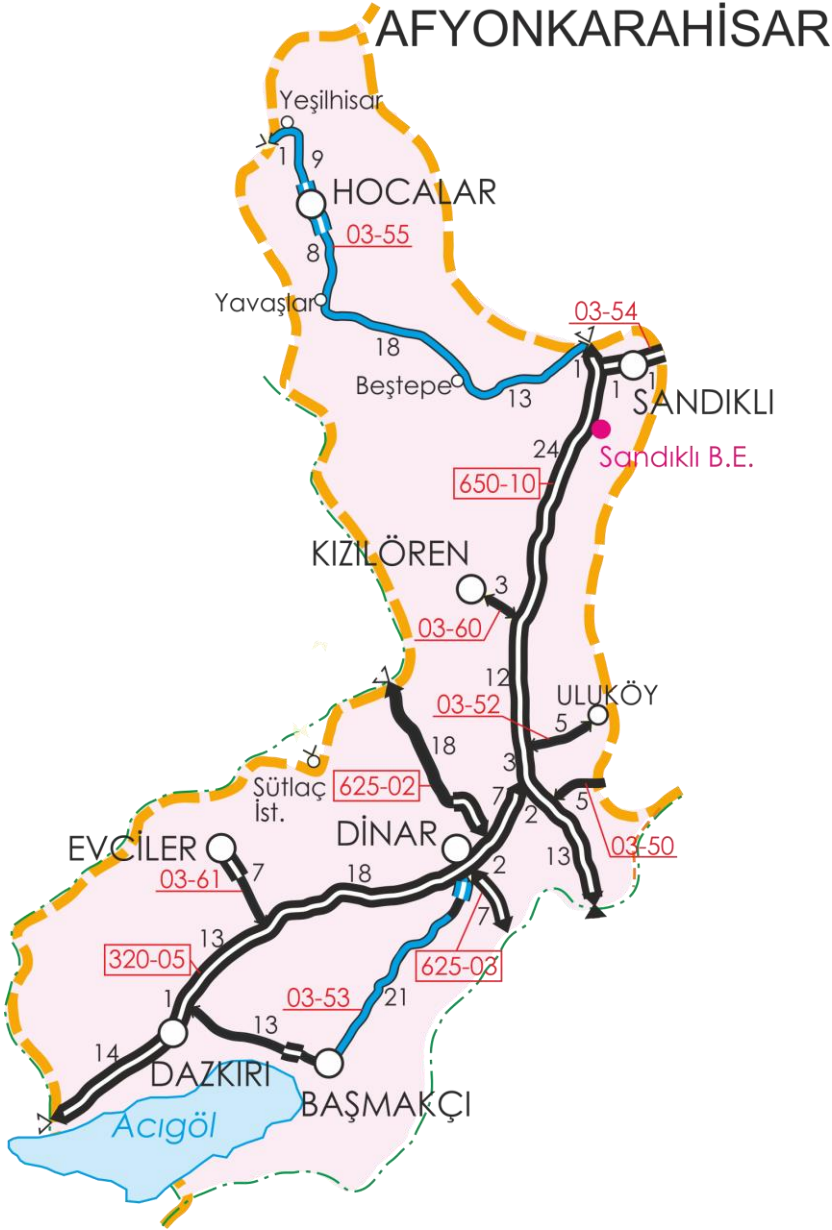 AFYONKARAHİSAR
Yeşilhisar
1
9
HOCALAR
03-55
8
Yavaşlar
18
03-54
Beştepe
13
1
1
1
SANDIKLI
24
Sandıklı B.E.
650-10
KIZILÖREN
3
03-60
12
ULUKÖY
03-52
5
18
3
Sütlaç
İst.
625-02
7
2
5
DİNAR
03-50
EVCİLER
13
7
18
2
03-61
7
13
320-05
625-03
1
03-53
21
13
14
DAZKIRI
BAŞMAKÇI
Acıgöl